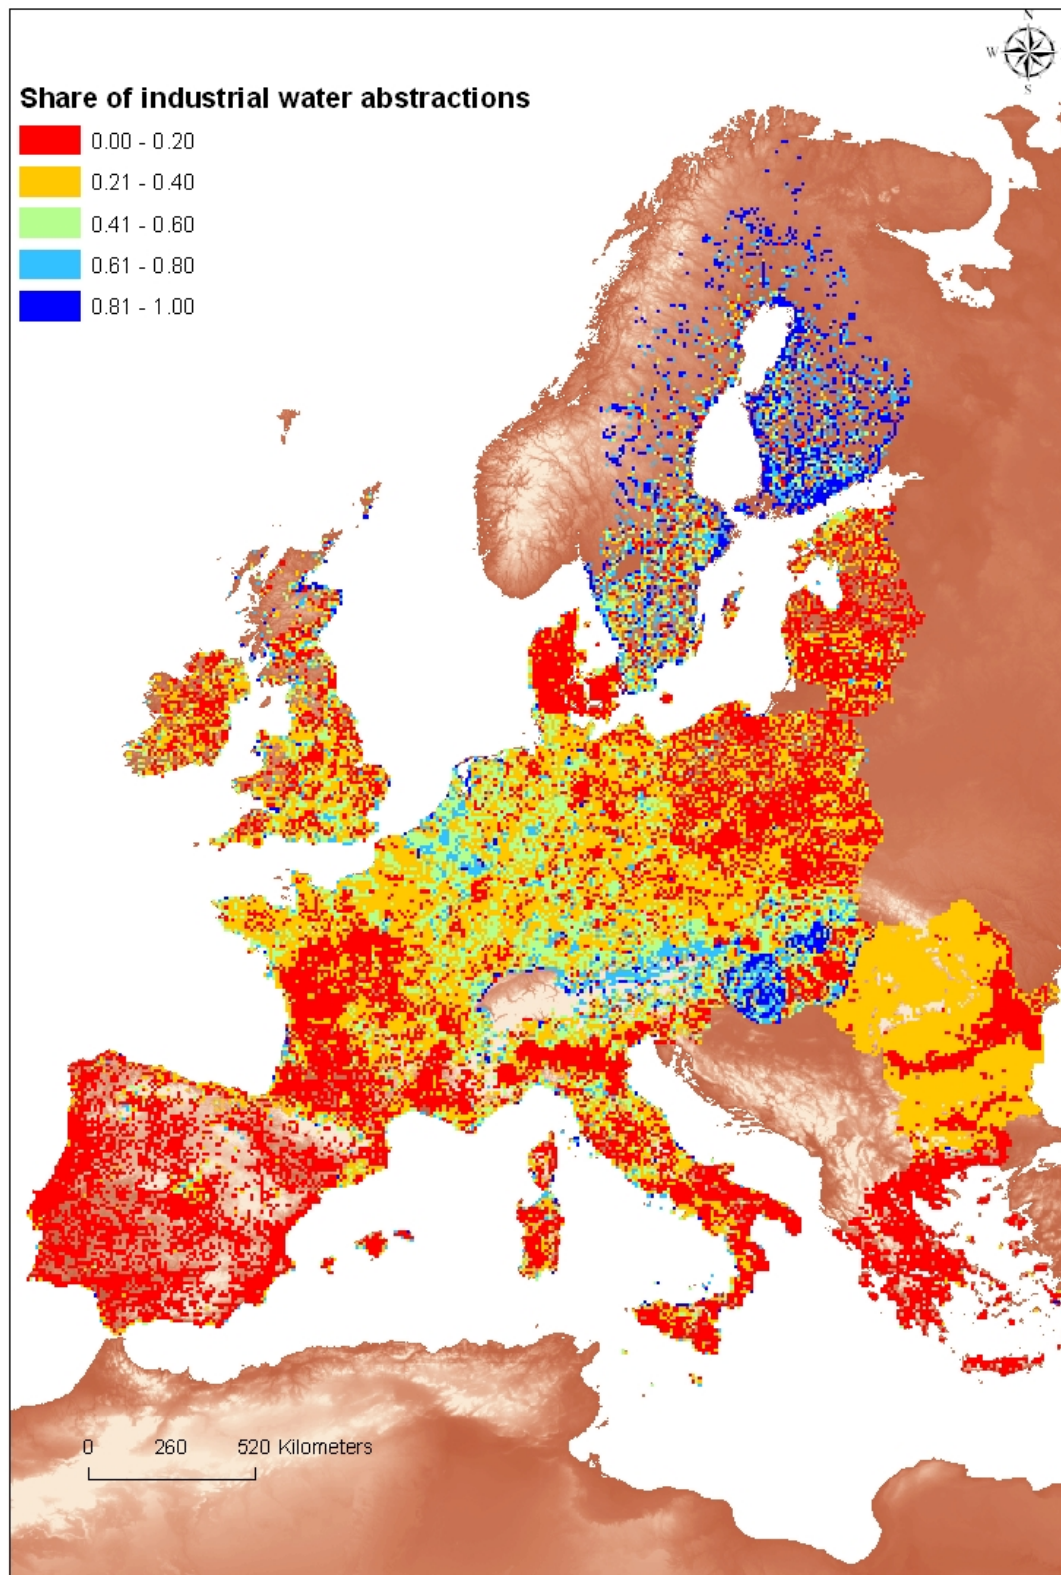 N
W
S
Share of industrial water abstractions
0.00 - 0.20
0.21 - 0.40
0.41 - 0.60
0.61 - 0.80
0.81 - 1.00
0 260 520 Kilometers